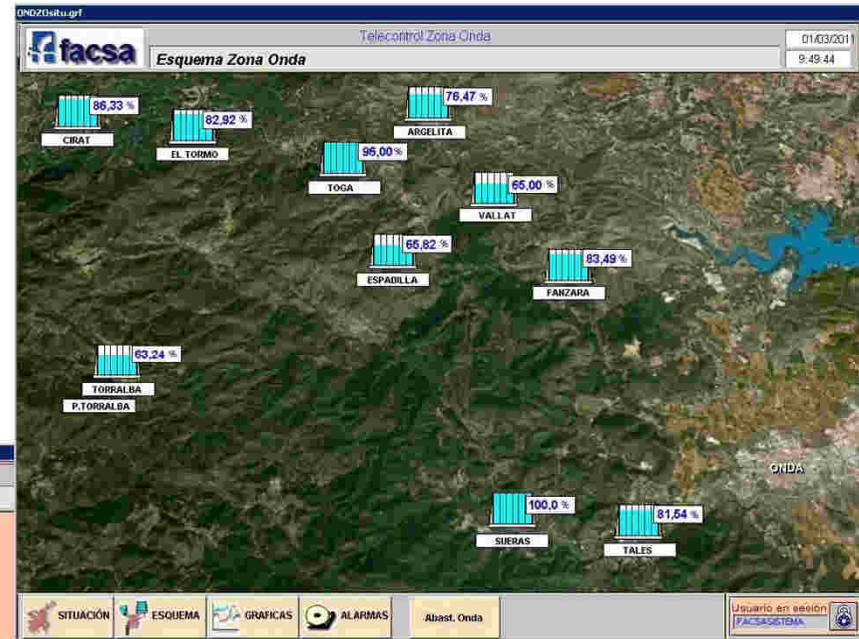 ONDZOsitu.grf
facsa
Telecontrol Zona Onda
Esquema Zona Onda
01/03/2011
9:49:44
86,33 %
CIRAT
82,92 %
EL TORMO
76,47 %
ARGELITA
95,00 %
TOGA
65,00 %
VALLAT
65,82 %
ESPADILLA
83,49 %
FANZARA
63,24 %
TORRALBA
P.TORRALBA
ONDA
100,0 %
SUERAS
81,54 %
TALES
SITUACIÓN
ESQUEMA
GRAFICAS
ALARMAS
Abast. Onda
Usuario en sesión
FACSASISTEMA